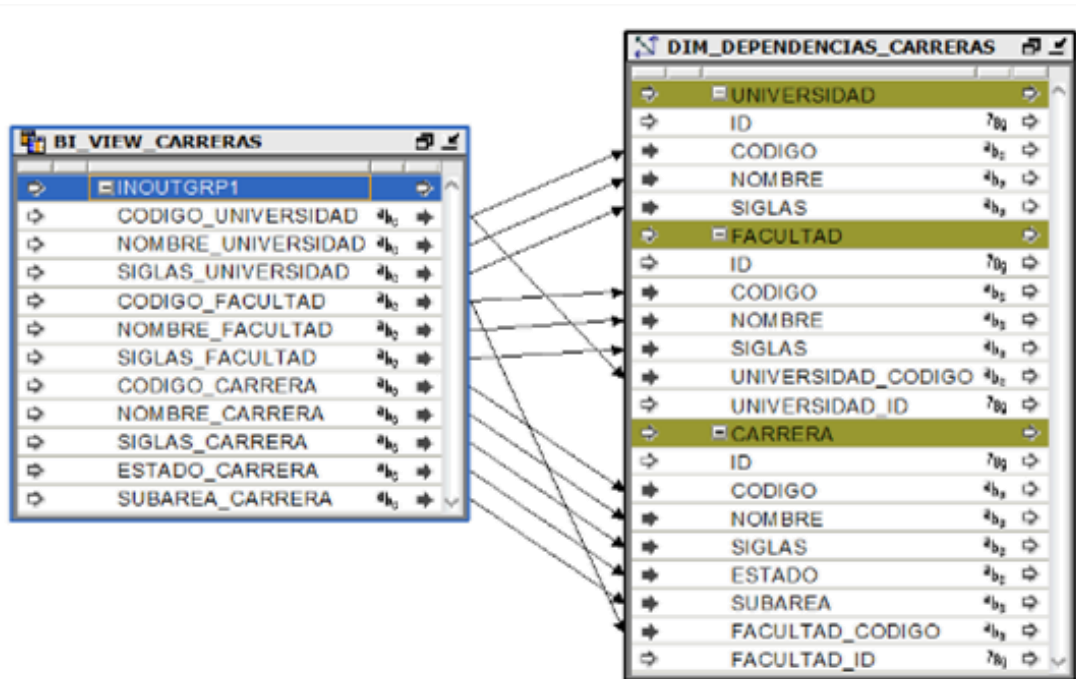 BI_VIEW_CARRERAS
INOUTGRP1
CODIGO_UNIVERSIDAD
NOMBRE_UNIVERSIDAD
SIGLAS_UNIVERSIDAD
CODIGO_FACULTAD
NOMBRE_FACULTAD
SIGLAS_FACULTAD
CODIGO_CARRERA
NOMBRE_CARRERA
SIGLAS_CARRERA
ESTADO_CARRERA
SUBAREA_CARRERA
DIM_DEPENDENCIAS_CARRERAS
UNIVERSIDAD
ID
CODIGO
NOMBRE
SIGLAS
FACULTAD
ID
CODIGO
NOMBRE
SIGLAS
UNIVERSIDAD_CODIGO
UNIVERSIDAD_ID
CARRERA
ID
CODIGO
NOMBRE
SIGLAS
ESTADO
SUBAREA
FACULTAD_CODIGO
FACULTAD_ID